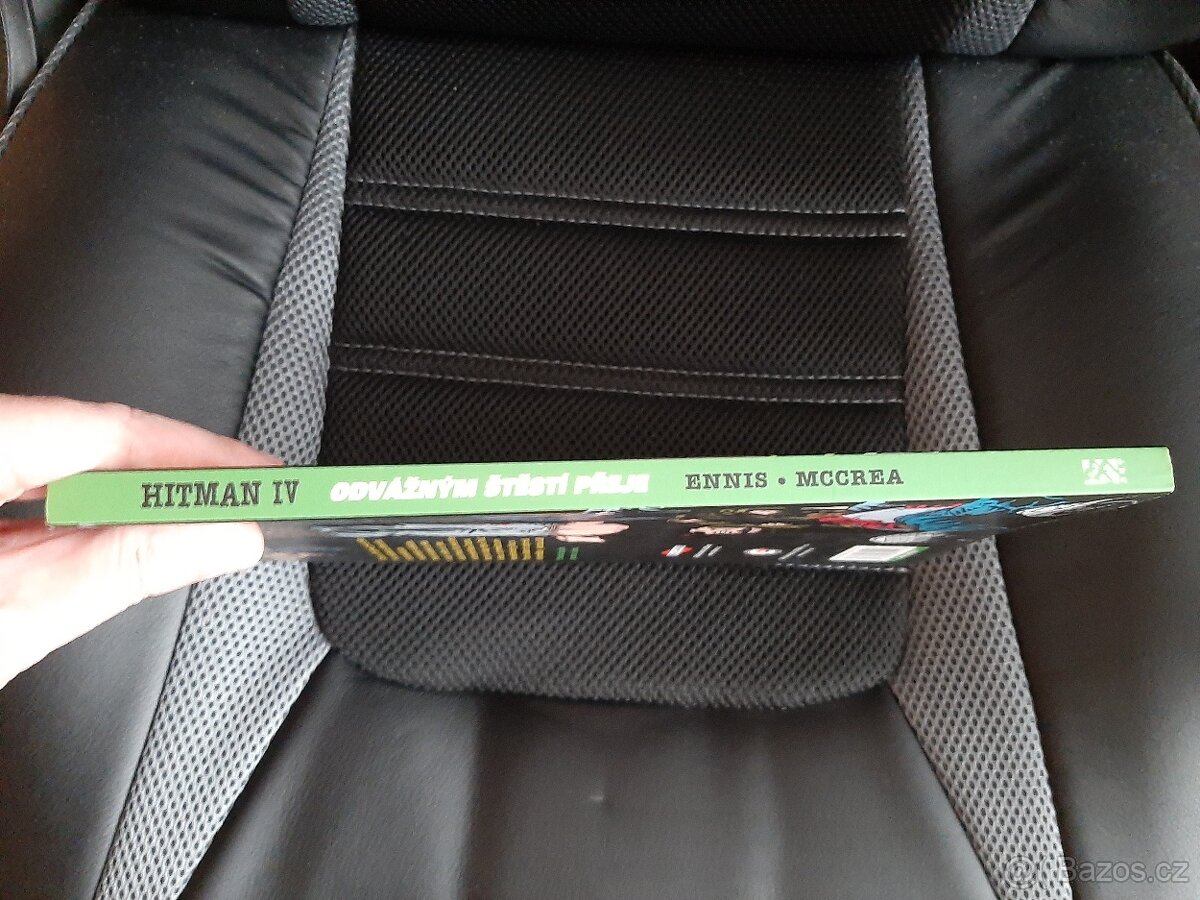 HITMAN IV ODVÁŽNÝM ŠTĚSTÍ PŘEJE ENNIS • MCCREA
Bazos.cz